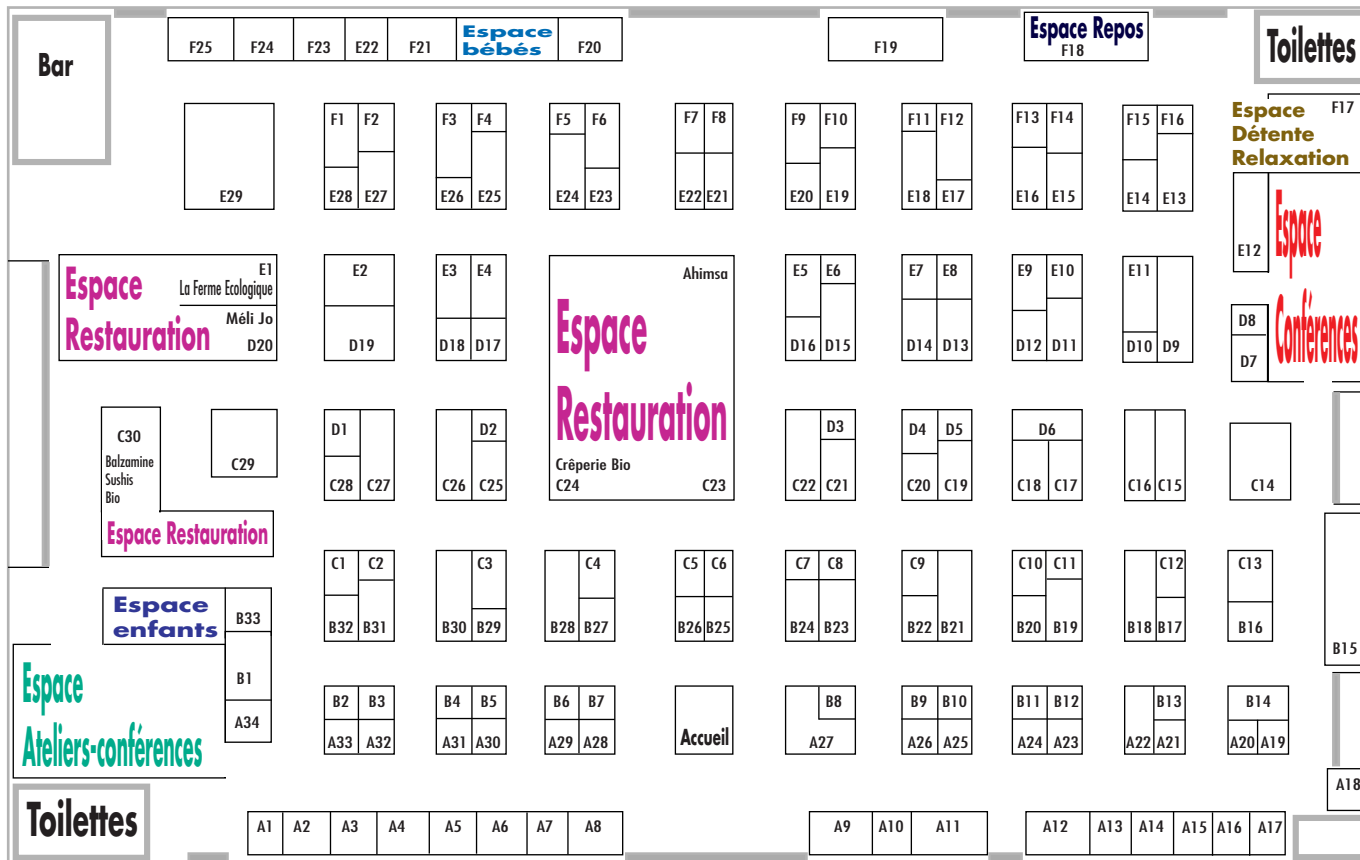 F25 F24 F23 E22 F21 Espace bébés F20 F19 Espace Repos F18
Bar
Toilettes
F17
Espace
Détente
Relaxation
F1 F2 F3 F4 F5 F6 F7 F8 F9 F10 F11 F12 F13 F14 F15 F16
E29 E28 E27 E26 E25 E24 E23 E22 E21 E20 E19 E18 E17 E16 E15 E14 E13
E12
Espace
Conférences
E1
La Ferme Ecologique
Espace
Restauration
Méli Jo
D20
E2 E3 E4
Ahimsa
E5 E6 E7 E8 E9 E10 E11
D8
D7
D19 D18 D17 D16 D15 D14 D13 D12 D11 D10 D9
Espace
Restauration
Crêperie Bio
C24 C23
C30
Balzamine
Sushis
Bio
Espace Restauration
C29
D1 D2 D3 D4 D5 D6
C28 C27 C26 C25 C22 C21 C20 C19 C18 C17 C16 C15 C14
C1 C2 C3 C4 C5 C6 C7 C8 C9 C10 C11 C12 C13
Espace
enfants
B33
B32 B31 B30 B29 B28 B27 B26 B25 B24 B23 B22 B21 B20 B19 B18 B17 B16
B15
Espace
Ateliers-conférences
B1
A34
B2 B3 B4 B5 B6 B7 B8 B9 B10 B11 B12 B13 B14
A33 A32 A31 A30 A29 A28 Accueil A27 A26 A25 A24 A23 A22 A21 A20 A19
A18
Toilettes
A1 A2 A3 A4 A5 A6 A7 A8 A9 A10 A11 A12 A13 A14 A15 A16 A17